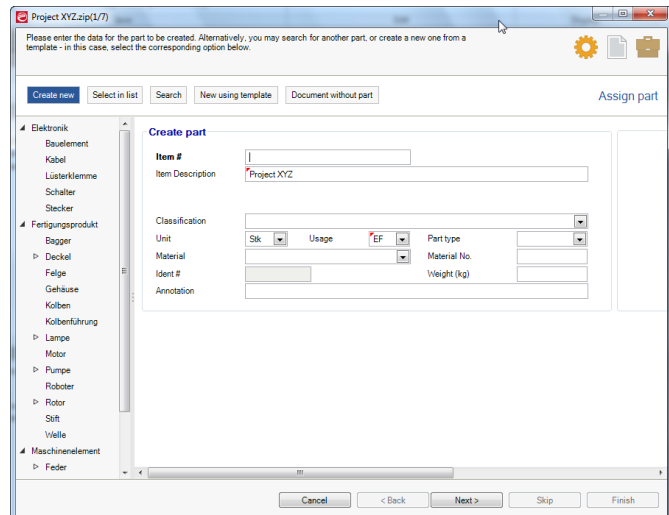 Project XYZ.zip(1/7)
Please enter the data for the part to be created. Alternatively, you may search for another part, or create a new one from a
template - in this case, select the corresponding option below.
Create new Select in list Search New using template Document without part Assign part
Elektronik
Bauelement
Kabel
Lüsterklemme
Schalter
Stecker
Fertigungsprodukt
Bagger
Deckel
Felge
Gehäuse
Kolben
Kolbenführung
Lampe
Motor
Pumpe
Roboter
Rotor
Stift
Welle
Maschinenelement
Feder
Create part
Item #
Item Description Project XYZ
Classification
Unit Stk Usage EF Part type
Material Material No.
Ident # Weight (kg)
Annotation
Cancel < Back Next > Skip Finish